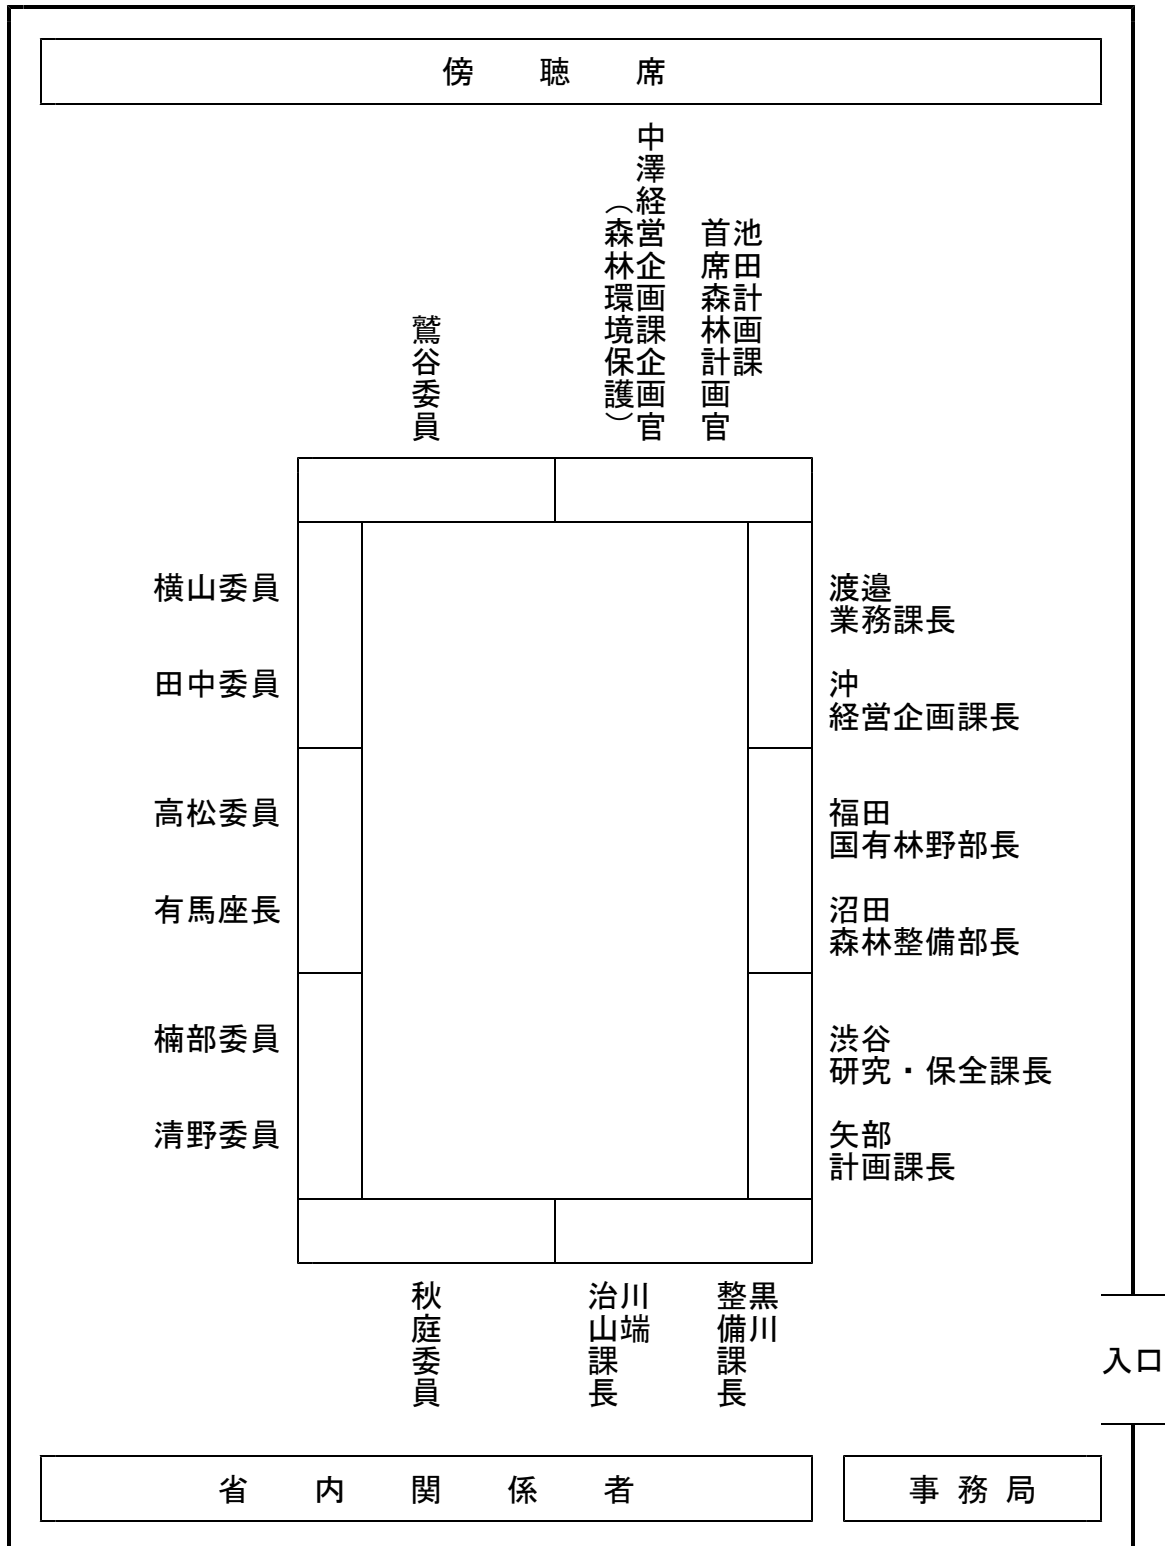 傍聴席
池田計画課
首席森林計画官
中澤経営企画課企画官
（森林環境保護）
鷲谷委員
横山委員
田中委員
高松委員
有馬座長
楠部委員
清野委員
渡邉
業務課長
沖
経営企画課長
福田
国有林野部長
沼田
森林整備部長
渋谷
研究・保全課長
矢部
計画課長
黒川
整備課長
川端
治山課長
秋庭委員
入口
省内関係者
事務局